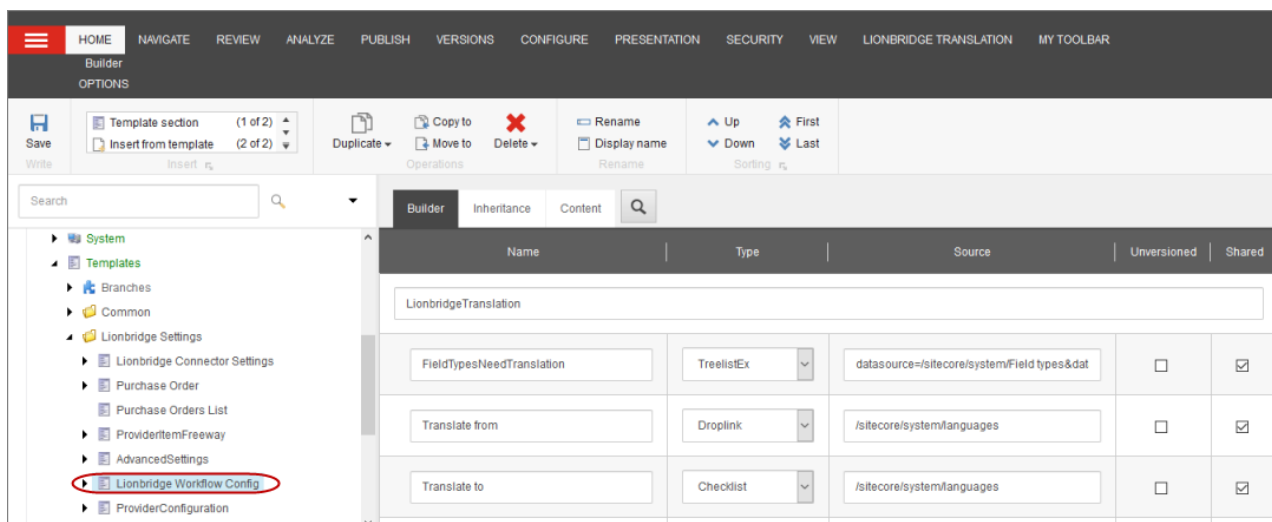 HOME NAVIGATE REVIEW ANALYZE PUBLISH VERSIONS CONFIGURE PRESENTATION SECURITY VIEW LIONBRIDGE TRANSLATION MY TOOLBAR
Builder
OPTIONS
Template section (1 of 2)
Insert from template (2 of 2)
Save
Write
Insert
Duplicate
Copy to
Move to
Delete
Operations
Rename
Display name
Rename
Up
Down
First
Last
Sorting
Search
System
Templates
Branches
Common
Lionbridge Settings
Lionbridge Connector Settings
Purchase Order
Purchase Orders List
ProviderItemFreeway
AdvancedSettings
Lionbridge Workflow Config
ProviderConfiguration
Builder Inheritance Content
Name Type Source Unversioned Shared
LionbridgeTranslation
FieldTypesNeedTranslation TreelistEx datasource=/sitecore/system/Field types&dat
Translate from Droplink /sitecore/system/languages
Translate to Checklist /sitecore/system/languages